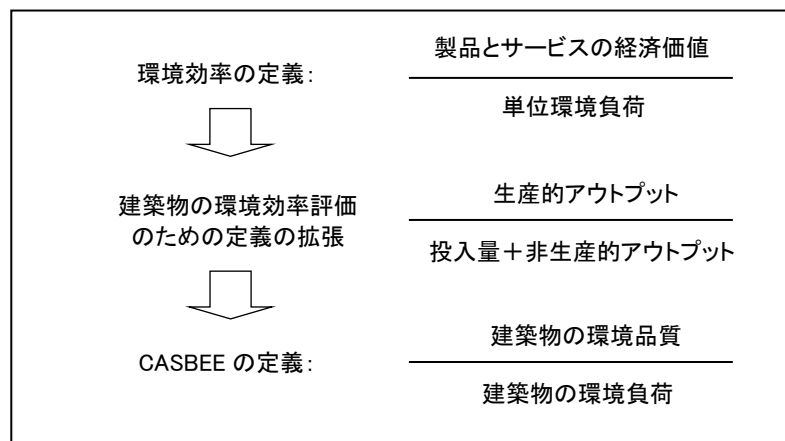 環境効率の定義：
製品とサービスの経済価値
単位環境負荷
建築物の環境効率評価
のための定義の拡張
生産的アウトプット
投入量＋非生産的アウトプット
CASBEE の定義：
建築物の環境品質
建築物の環境負荷